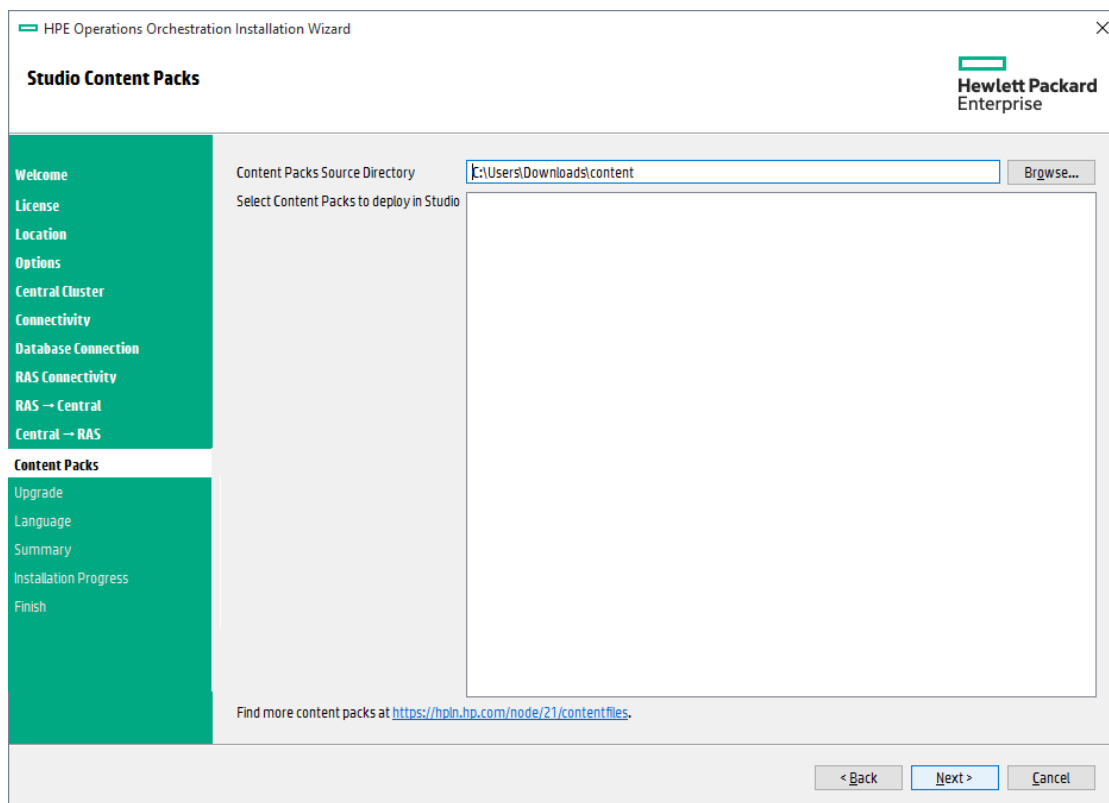 HPE Operations Orchestration Installation Wizard
Studio Content Packs
Hewlett Packard
Enterprise
Welcome
License
Location
Options
Central Cluster
Connectivity
Database Connection
RAS Connectivity
RAS → Central
Central → RAS
Content Packs
Upgrade
Language
Summary
Installation Progress
Finish
Content Packs Source Directory C:\Users\Downloads\content Browse...
Select Content Packs to deploy in Studio
Find more content packs at https://hpln.hp.com/node/21/contentfiles.
< Back Next > Cancel